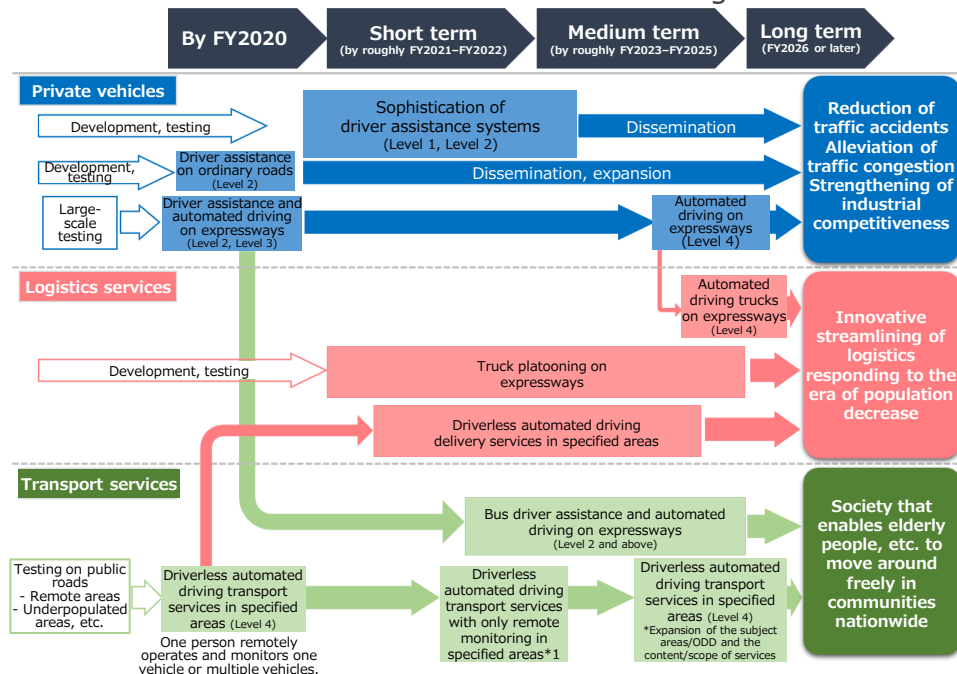 By FY2020
Short term
(by roughly FY2021–FY2022)
Medium term
(by roughly FY2023–FY2025)
Long term
(FY2026 or later)
Private vehicles
Development, testing
Sophistication of
driver assistance systems
(Level 1, Level 2)
Dissemination
Development,
testing
Driver assistance
on ordinary roads
(Level 2)
Dissemination, expansion
Large-
scale
testing
Driver assistance and
automated driving
on expressways
(Level 2, Level 3)
Automated
driving on
expressways
(Level 4)
Reduction of
traffic accidents
Alleviation of
traffic congestion
Strengthening of
industrial
competitiveness
Logistics services
Automated
driving trucks
on expressways
(Level 4)
Development, testing
Truck platooning on
expressways
Driverless automated driving
delivery services in specified areas
Innovative
streamlining of
logistics
responding to the
era of population
decrease
Transport services
Bus driver assistance and automated
driving on expressways
(Level 2 and above)
Testing on public
roads
- Remote areas
- Underpopulated
areas, etc.
Driverless automated
driving transport
services in specified
areas (Level 4)
One person remotely
operates and monitors one
vehicle or multiple vehicles.
Driverless
automated driving
transport services
with only remote
monitoring in
specified areas*1
Driverless automated
driving transport
services in specified
areas (Level 4)
*Expansion of the subject
areas/ODD and the
content/scope of services
Society that
enables elderly
people, etc. to
move around
freely in
communities
nationwide